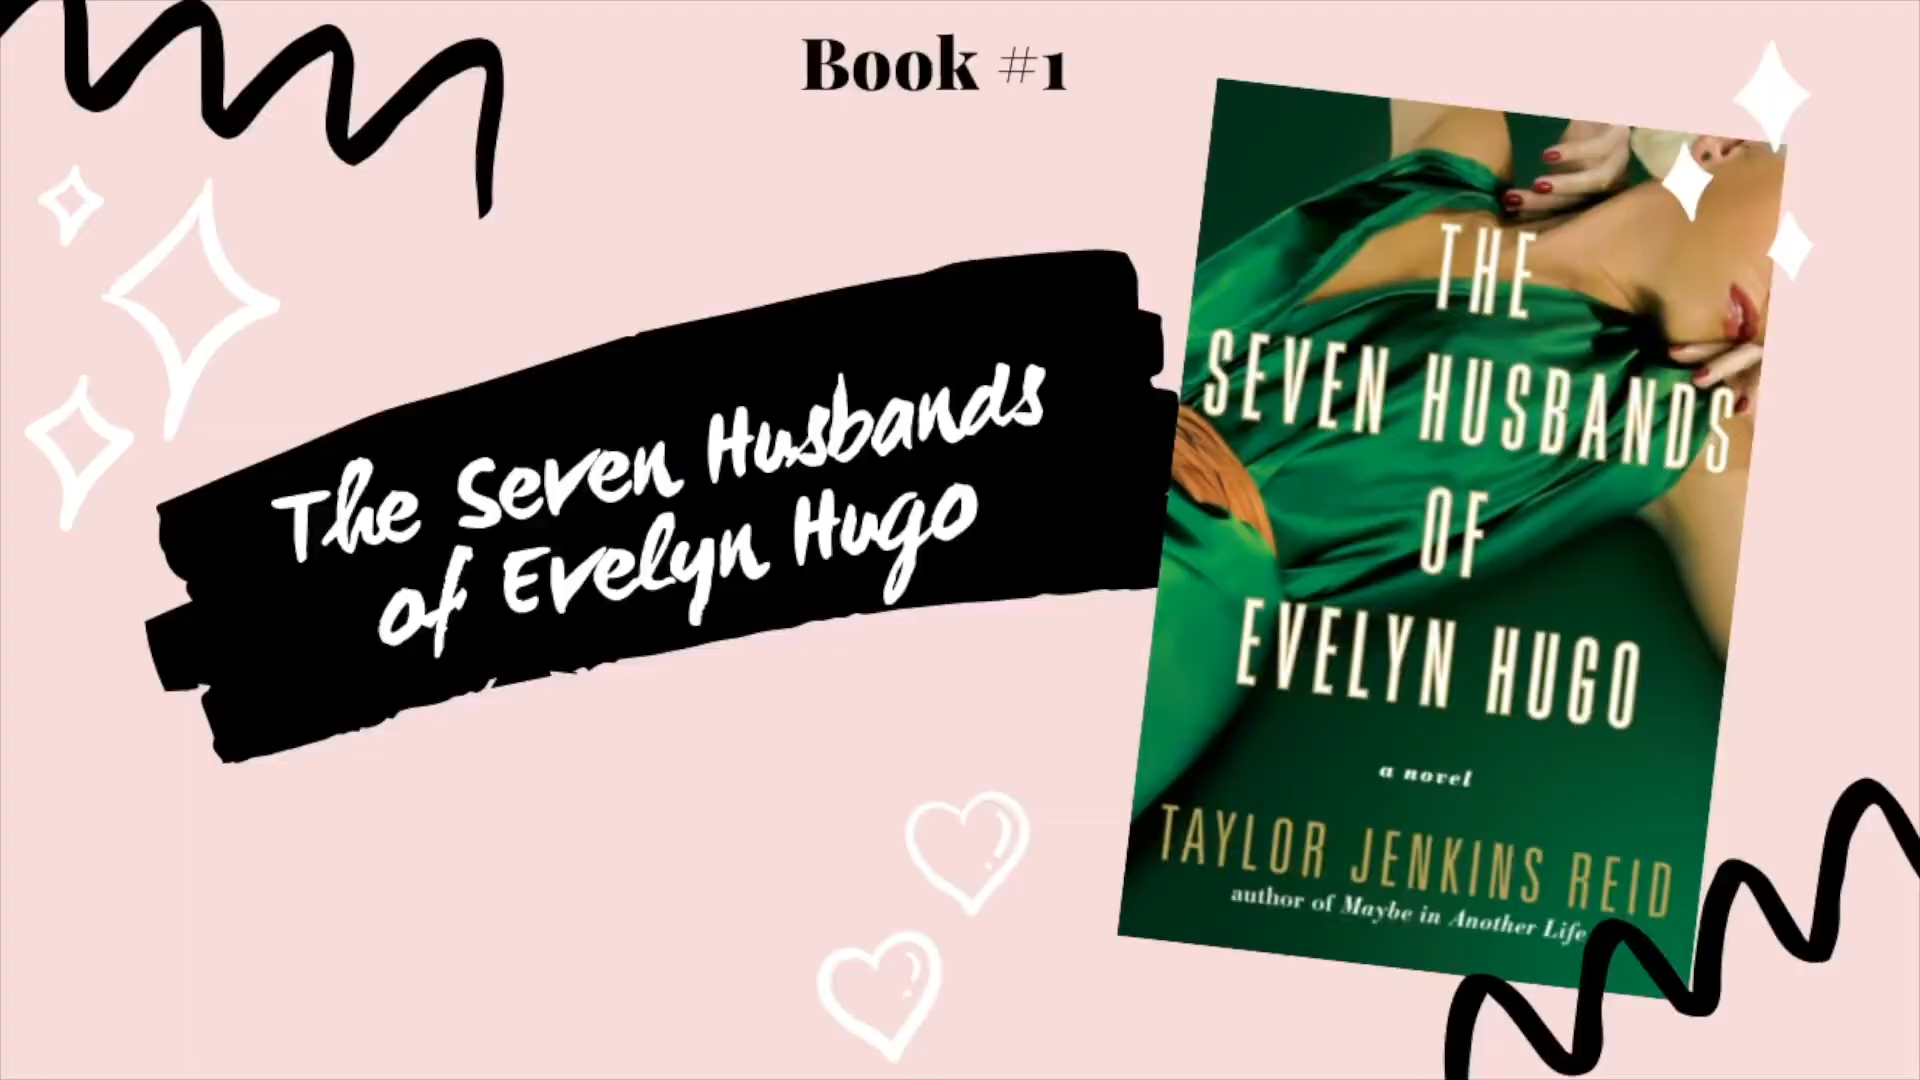 Book #1
The Seven Husbands
of Evelyn Hugo
THE
SEVEN HUSBANDS
OF
EVELYN HUGO
a novel
TAYLOR JENKINS REID
author of Maybe in Another Life